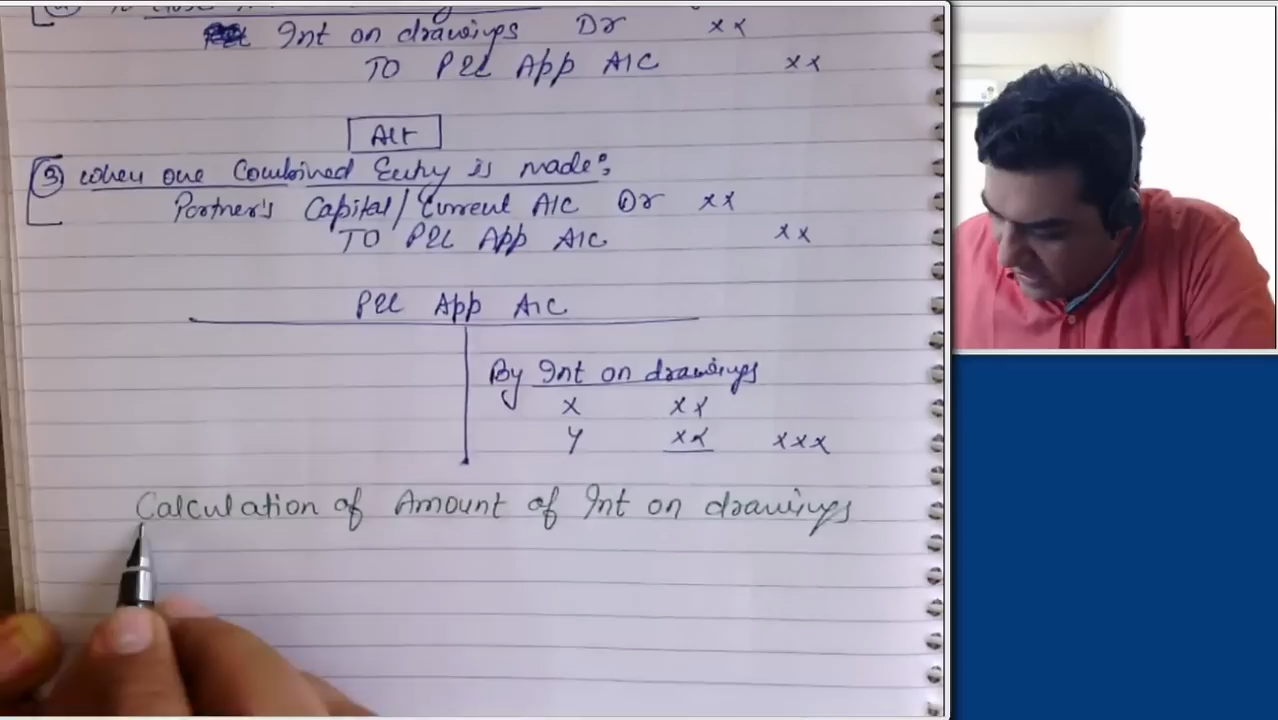 Int on drawings Dr xx
TO P&L App A/C xx
Alt
(3) When one Combined Entry is made:
Partner's Capital/Current A/C Dr xx
TO P&L App A/C xx
P&L App A/C
By Int on drawings
X xx
Y xx xxx
Calculation of Amount of Int on drawings